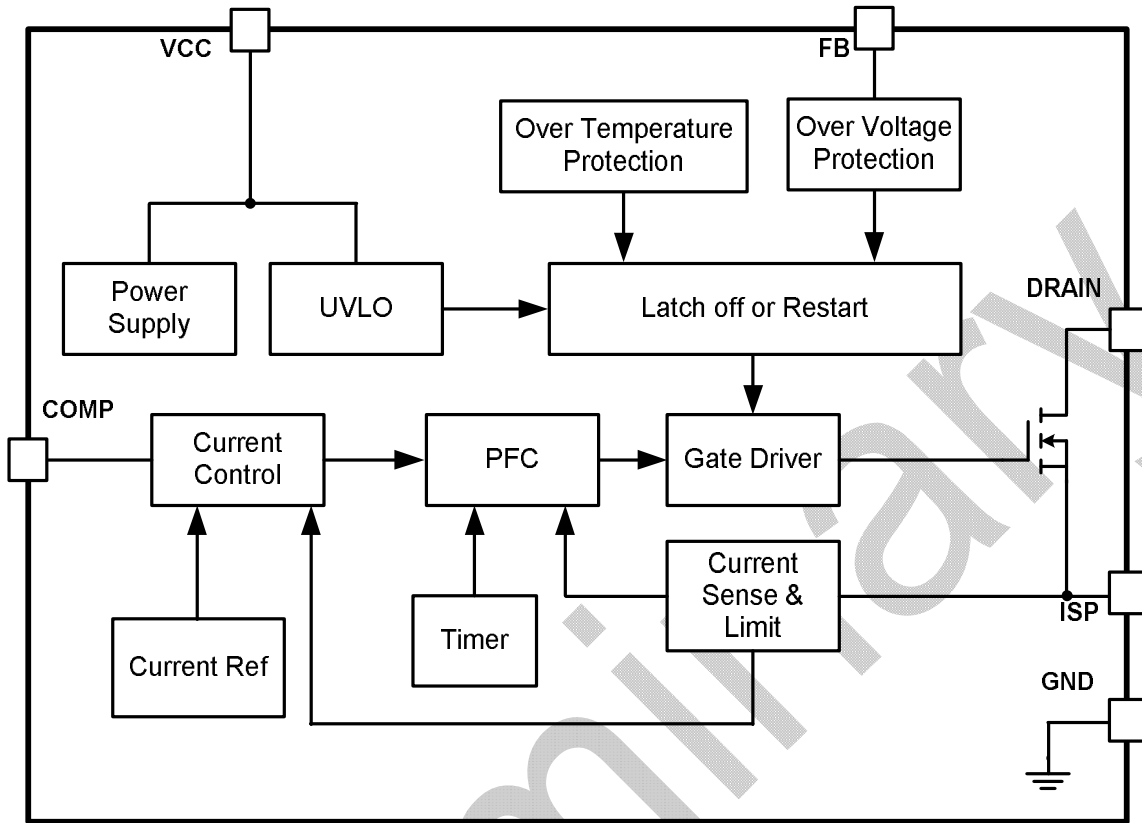 VCC
FB
Over Temperature
Protection
Over Voltage
Protection
Power
Supply
UVLO
Latch off or Restart
DRAIN
COMP
Current
Control
PFC
Gate Driver
Current
Sense &
Limit
ISP
Current Ref
Timer
GND